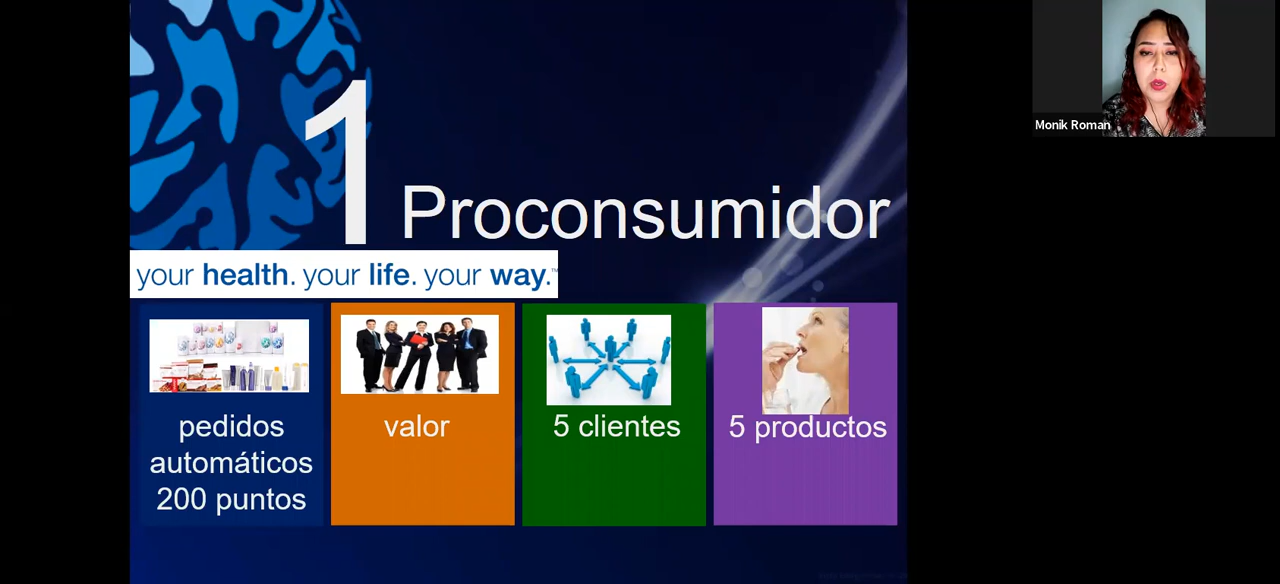 1 Proconsumidor
your health. your life. your way.™
pedidos
automáticos
200 puntos
valor
5 clientes
5 productos
Monik Roman